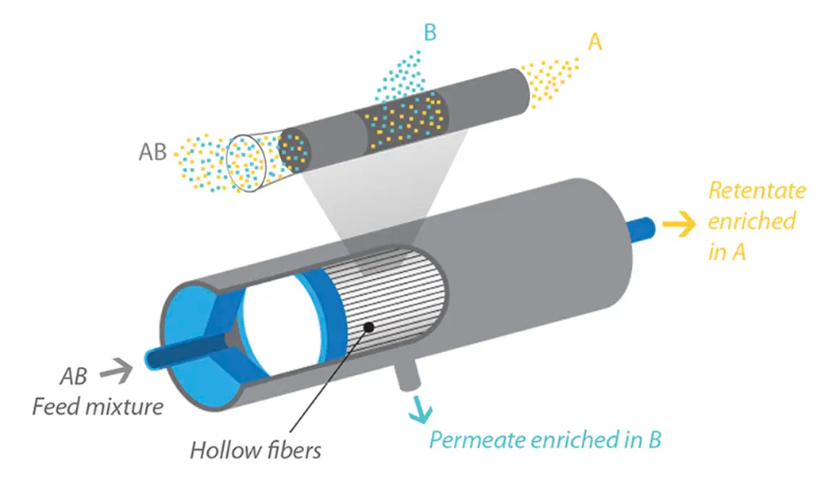 B
A
AB
Retentate
enriched
in A
AB
Feed mixture
Hollow fibers
Permeate enriched in B